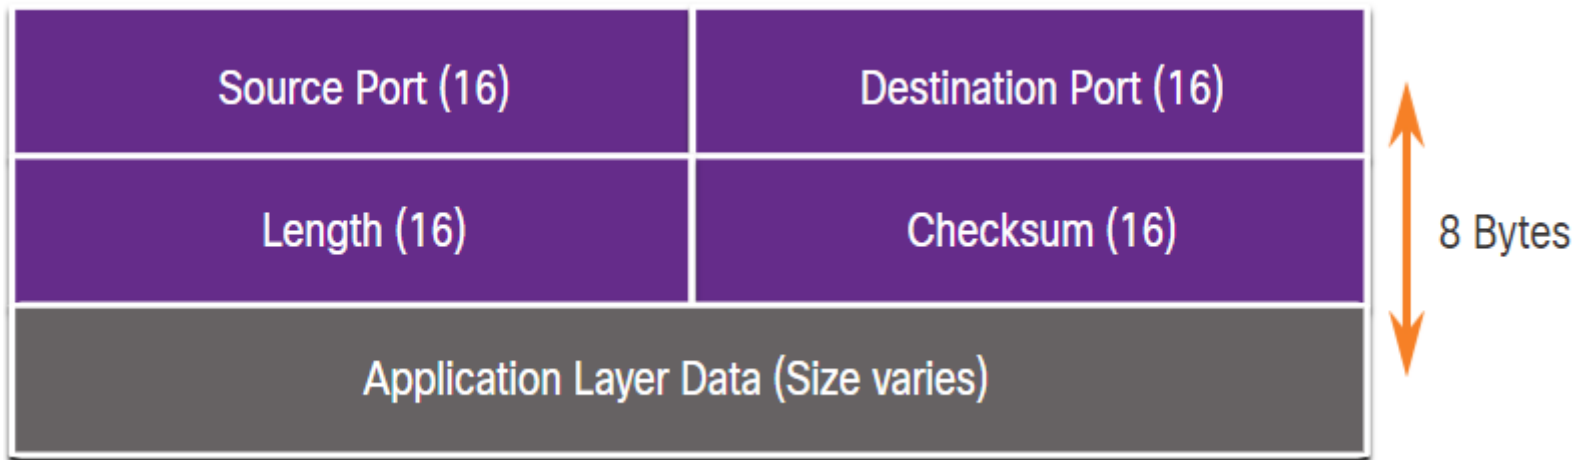 Source Port (16)
Destination Port (16)
Length (16)
Checksum (16)
8 Bytes
Application Layer Data (Size varies)